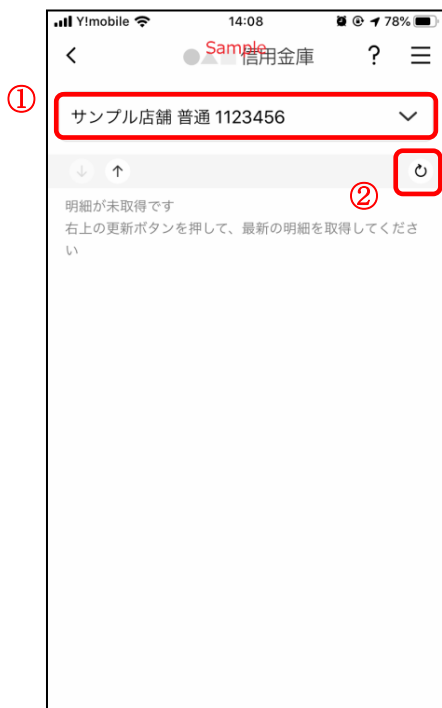 Y!mobile 14:08 78%
●▲■信用金庫 ?
Sample
①
サンプル店舗 普通 1123456
②
明細が未取得です
右上の更新ボタンを押して、最新の明細を取得してくださ
い